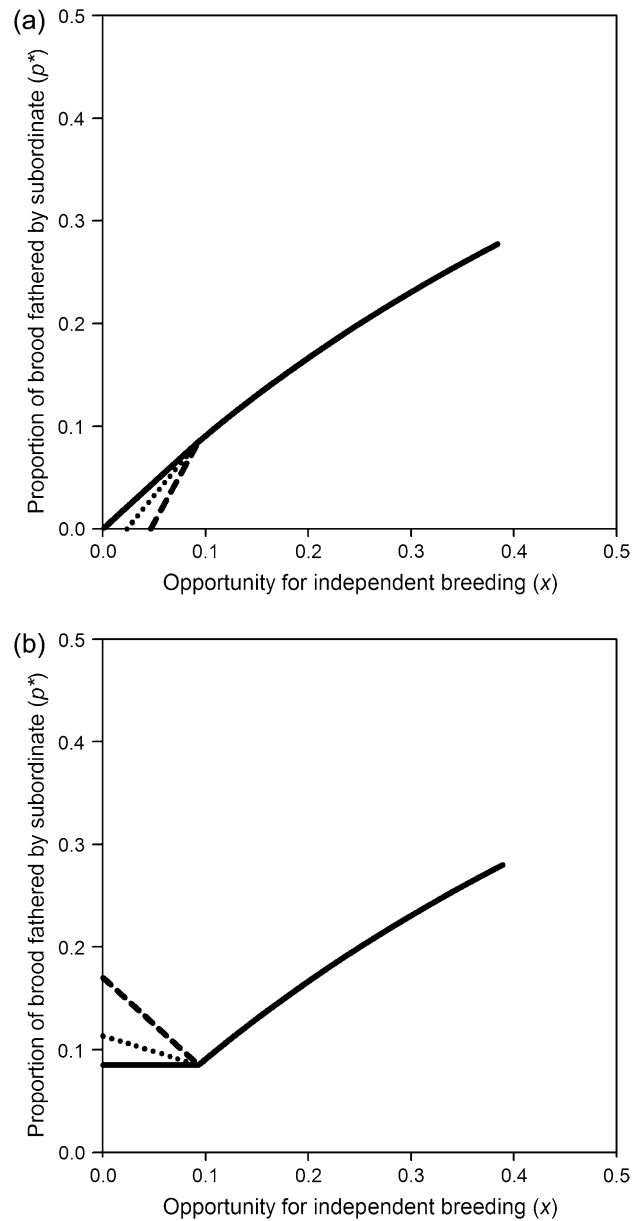 (a)
Proportion of brood fathered by subordinate (p*)
0.5
0.4
0.3
0.2
0.1
0.0
0.0 0.1 0.2 0.3 0.4 0.5
Opportunity for independent breeding (x)
(b)
Proportion of brood fathered by subordinate (p*)
0.5
0.4
0.3
0.2
0.1
0.0
0.0 0.1 0.2 0.3 0.4 0.5
Opportunity for independent breeding (x)